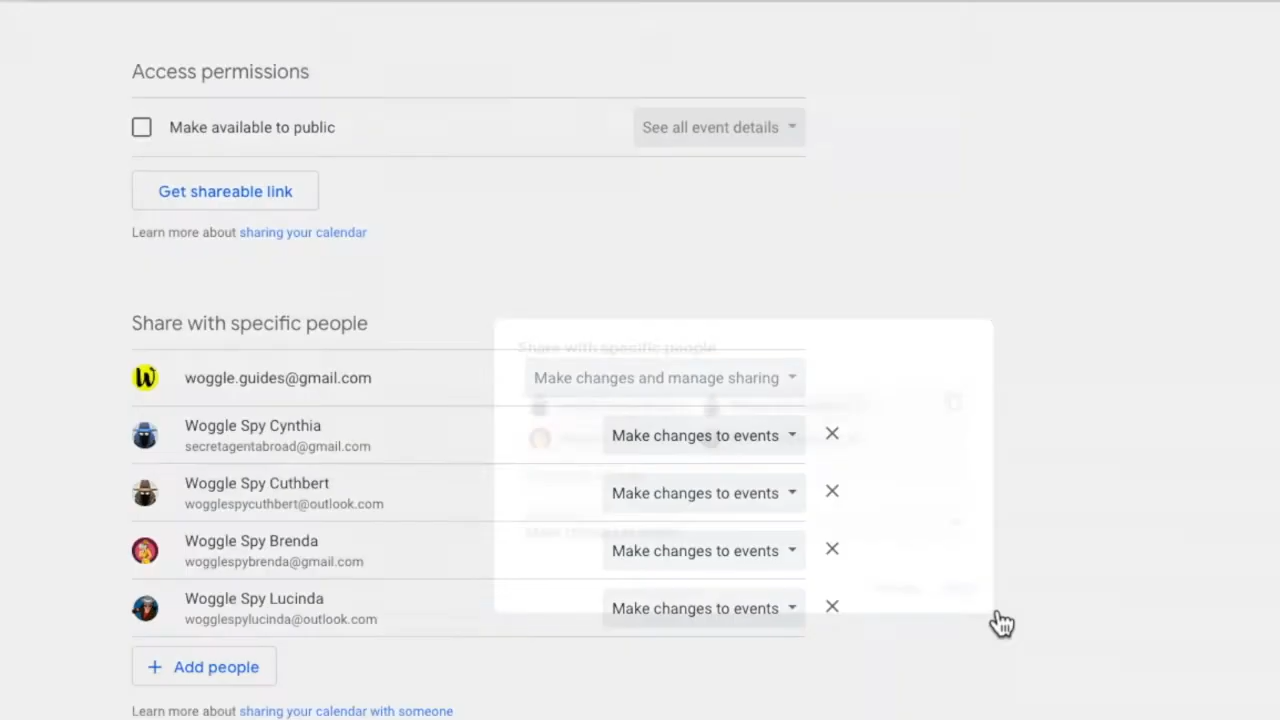 Access permissions
Make available to public
See all event details
Get shareable link
Learn more about sharing your calendar
Share with specific people
Share with specific people
woggle.guides@gmail.com
Make changes and manage sharing
Woggle Spy Cynthia
secretagentabroad@gmail.com
Make changes to events
Woggle Spy Cuthbert
wogglespycuthbert@outlook.com
Make changes to events
Woggle Spy Brenda
wogglespybrenda@gmail.com
Make changes to events
Woggle Spy Lucinda
wogglespylucinda@outlook.com
Make changes to events
+ Add people
Learn more about sharing your calendar with someone